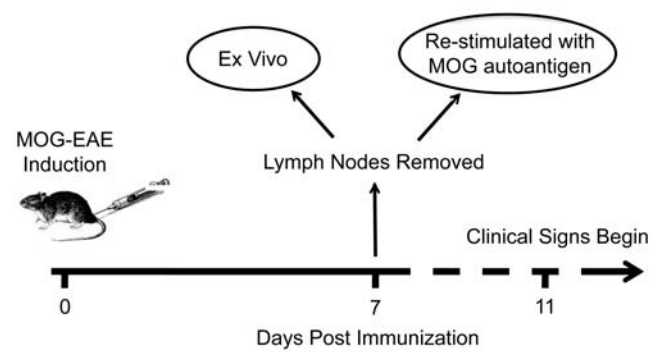 Ex Vivo
Re-stimulated with
MOG autoantigen
MOG-EAE
Induction
Lymph Nodes Removed
Clinical Signs Begin
0
7
11
Days Post Immunization